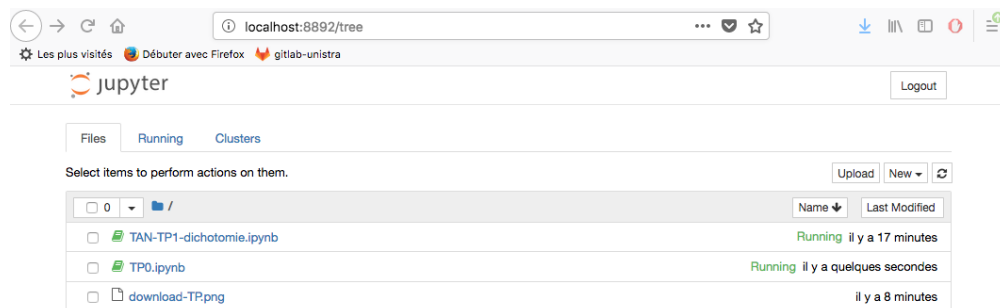 localhost:8892/tree
Les plus visités Débuter avec Firefox gitlab-unistra
jupyter Logout
Files Running Clusters
Select items to perform actions on them. Upload New
0 / Name Last Modified
TAN-TP1-dichotomie.ipynb Running il y a 17 minutes
TP0.ipynb Running il y a quelques secondes
download-TP.png il y a 8 minutes